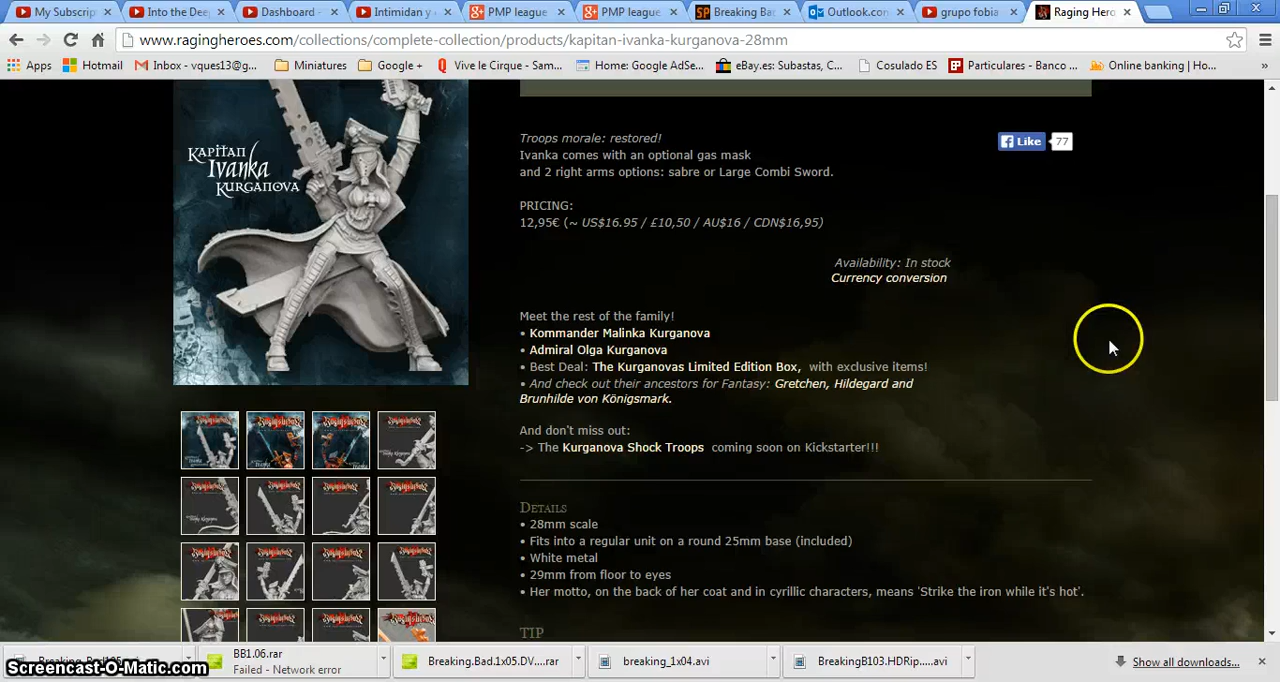 My Subscrip
Into the Dee
Dashboard -
Intimidan y
PMP league
PMP league
Breaking Ba
Outlook.con
grupo fobia
Raging Hero
www.ragingheroes.com/collections/complete-collection/products/kapitan-ivanka-kurganova-28mm
Apps
Hotmail
Inbox - vques13@g...
Miniatures
Google +
Vive le Cirque - Sam...
Home: Google AdSe...
eBay.es: Subastas, C...
Cosulado ES
Particulares - Banco ...
Online banking | Ho...
»
KAPITAN
Ivanka
KURGANOVA
Troops morale: restored!
Ivanka comes with an optional gas mask
and 2 right arms options: sabre or Large Combi Sword.
Like
77
PRICING:
12,95€ (~ US$16.95 / £10,50 / AU$16 / CDN$16,95)
Availability: In stock
Currency conversion
Meet the rest of the family!
• Kommander Malinka Kurganova
• Admiral Olga Kurganova
• Best Deal: The Kurganovas Limited Edition Box, with exclusive items!
• And check out their ancestors for Fantasy: Gretchen, Hildegard and
Brunhilde von Königsmark.
And don't miss out:
-> The Kurganova Shock Troops coming soon on Kickstarter!!!
DETAILS
• 28mm scale
• Fits into a regular unit on a round 25mm base (included)
• White metal
• 29mm from floor to eyes
• Her motto, on the back of her coat and in cyrillic characters, means 'Strike the iron while it's hot'.
TIP
Screencast-O-Matic.com
BB1.06.rar
Failed - Network error
Breaking.Bad.1x05.DV....rar
breaking_1x04.avi
BreakingB103.HDRip.....avi
Show all downloads...